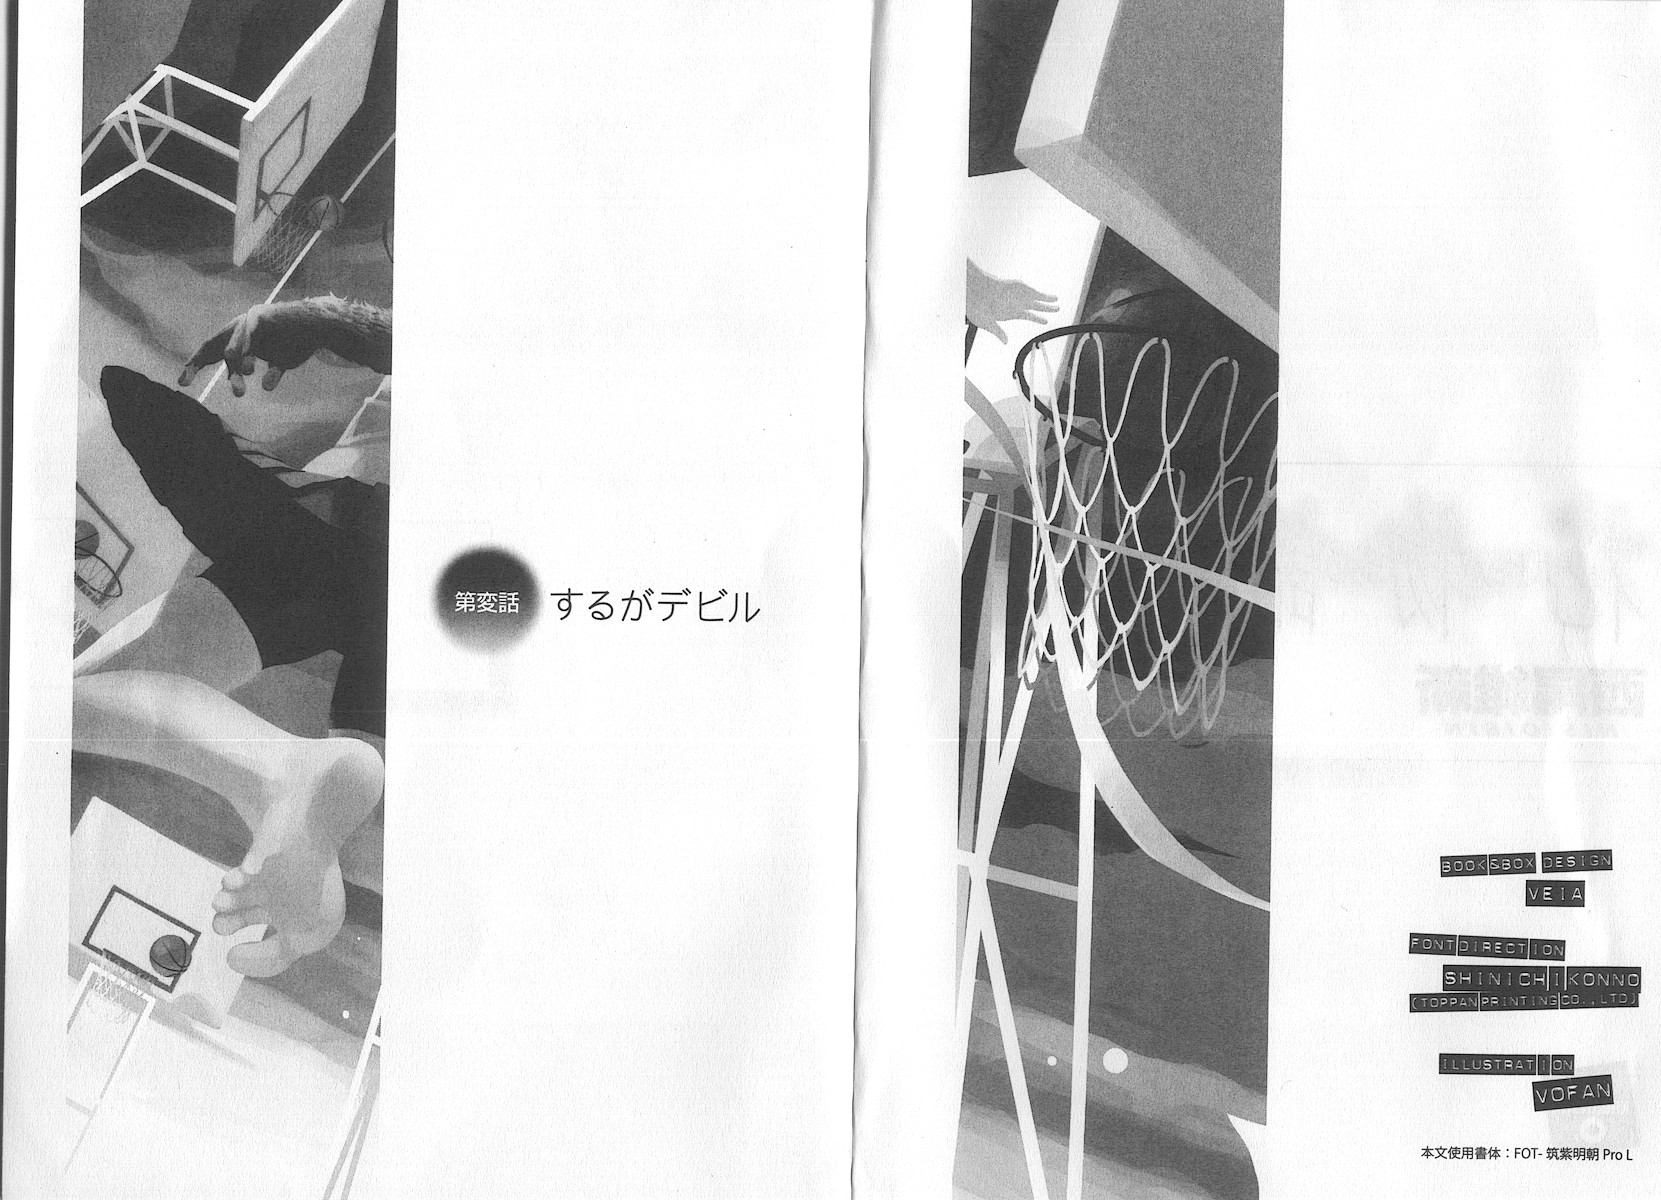 第変話 するがデビル
BOOK&BOX DESIGN
VEIA
FONT DIRECTION
SHINICHI KONNO
(TOPPAN PRINTING CO., LTD)
ILLUSTRATION
VOFAN
本文使用書体：FOT- 筑紫明朝 Pro L